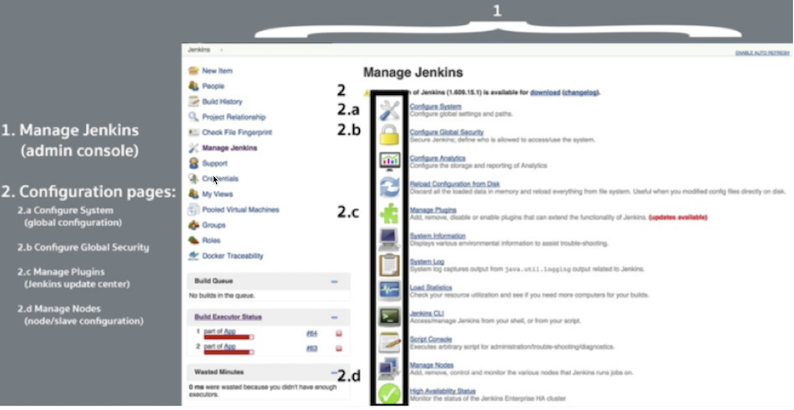 1
Jenkins
ENABLE AUTO REFRESH
1. Manage Jenkins
(admin console)
2. Configuration pages:
2.a Configure System
(global configuration)
2.b Configure Global Security
2.c Manage Plugins
(Jenkins update center)
2.d Manage Nodes
(node/slave configuration)
New Item
People
Build History
Project Relationship
Check File Fingerprint
Manage Jenkins
Support
Credentials
My Views
Pooled Virtual Machines
Groups
Roles
Docker Traceability
Build Queue
No builds in the queue.
Build Executor Status
1 part of App #64
2 part of App #63
Wasted Minutes
0 ms were wasted because you didn't have enough
executors.
2
2.a
2.b
2.c
2.d
Manage Jenkins
of Jenkins (1.609.15.1) is available for download (changelog).
Configure System
Configure global settings and paths.
Configure Global Security
Secure Jenkins; define who is allowed to access/use the system.
Configure Analytics
Configure the storage and reporting of Analytics
Reload Configuration from Disk
Discard all the loaded data in memory and reload everything from file system. Useful when you modified config files directly on disk.
Manage Plugins
Add, remove, disable or enable plugins that can extend the functionality of Jenkins. (updates available)
System Information
Displays various environmental information to assist trouble-shooting.
System Log
System log captures output from java.util.logging output related to Jenkins.
Load Statistics
Check your resource utilization and see if you need more computers for your builds.
Jenkins CLI
Access/manage Jenkins from your shell, or from your script.
Script Console
Executes arbitrary script for administration/trouble-shooting/diagnostics.
Manage Nodes
Add, remove, control and monitor the various nodes that Jenkins runs jobs on.
High Availability Status
Monitor the status of the Jenkins Enterprise HA cluster